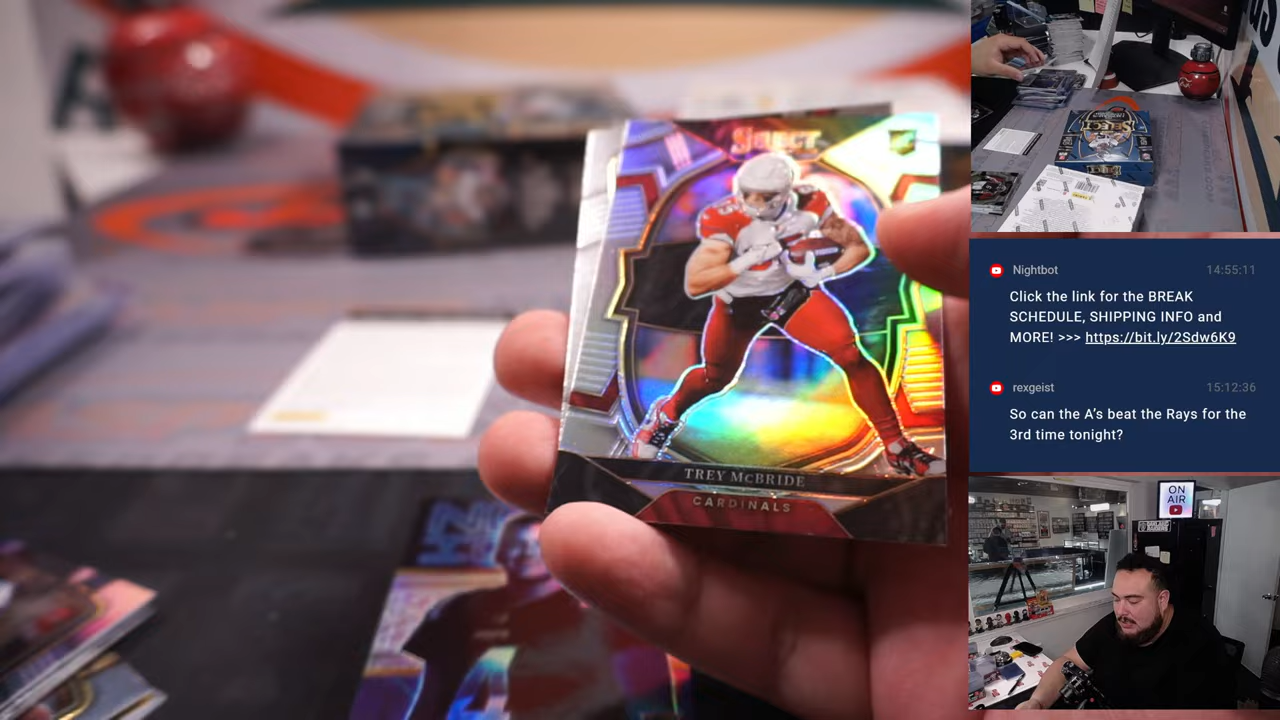 SELECT
TREY McBRIDE
CARDINALS
SELECT
Nightbot
14:55:11
Click the link for the BREAK
SCHEDULE, SHIPPING INFO and
MORE! >>> https://bit.ly/2Sdw6K9
rexgeist
15:12:36
So can the A's beat the Rays for the
3rd time tonight?
ON
AIR